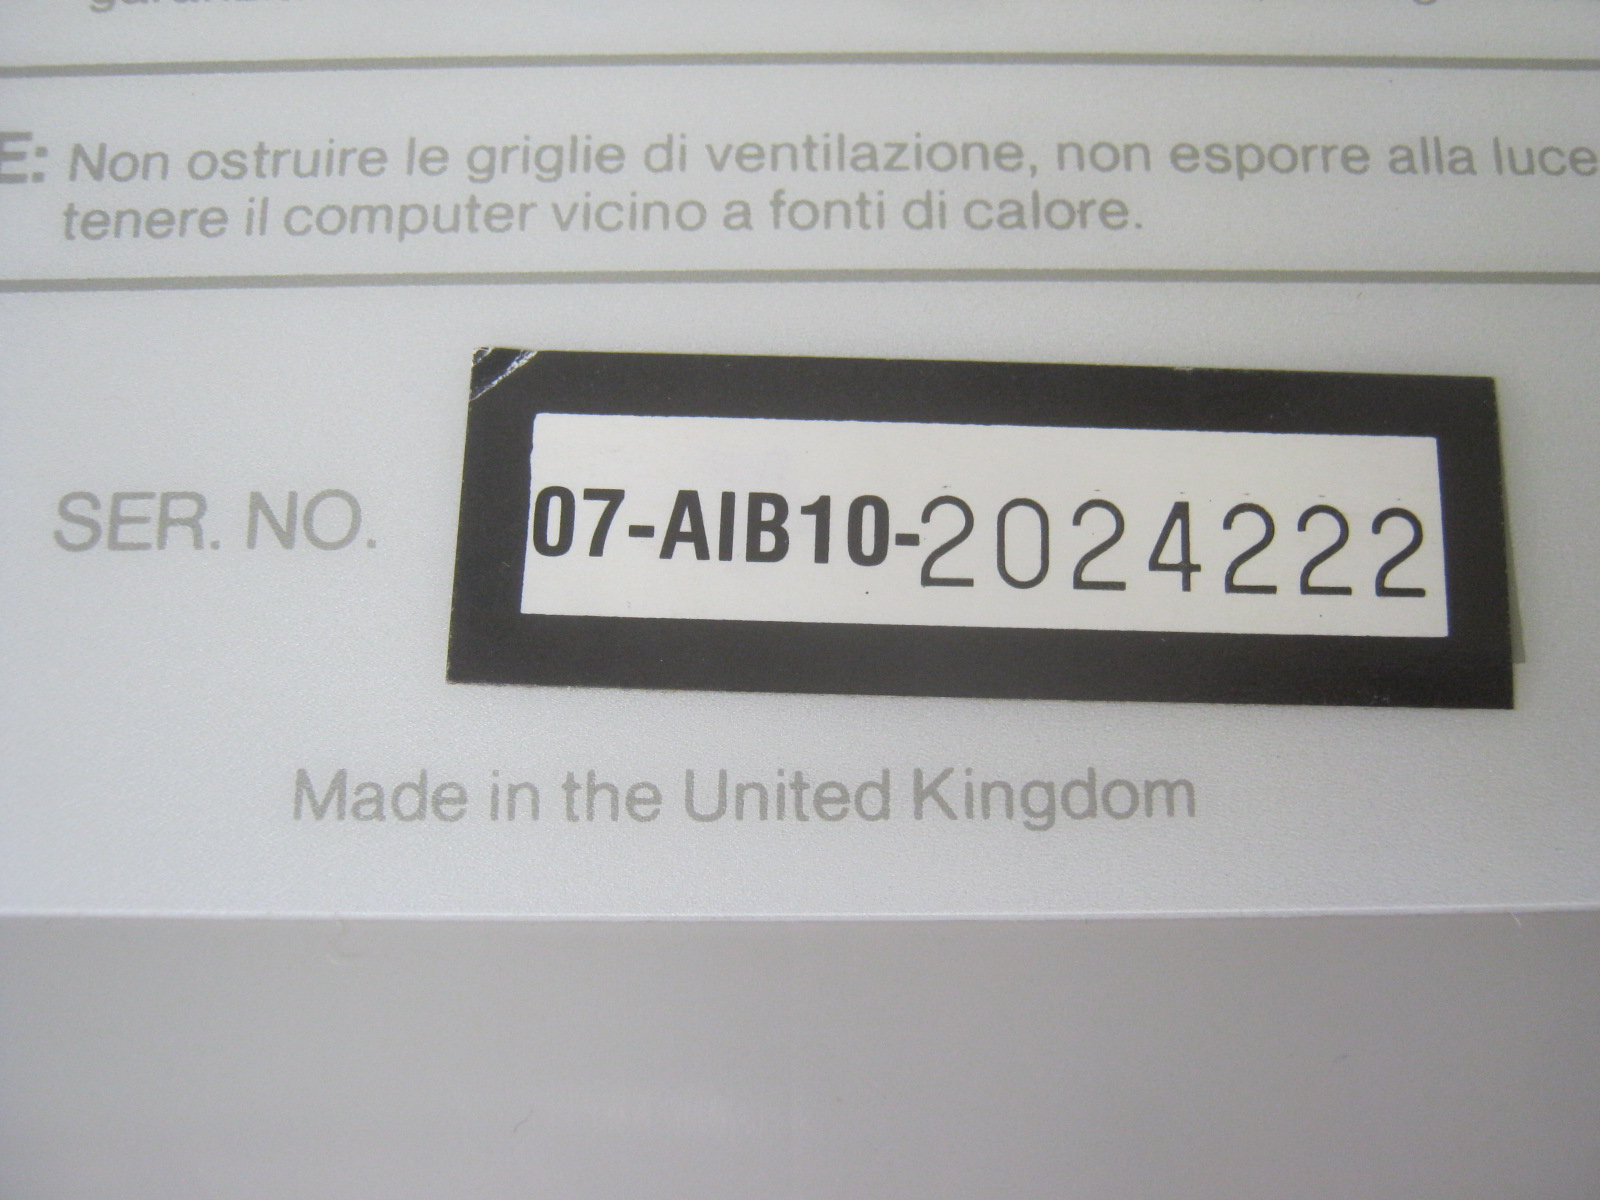 E: Non ostruire le griglie di ventilazione, non esporre alla luce
tenere il computer vicino a fonti di calore.
SER. NO. 07-AIB10-2024222
Made in the United Kingdom